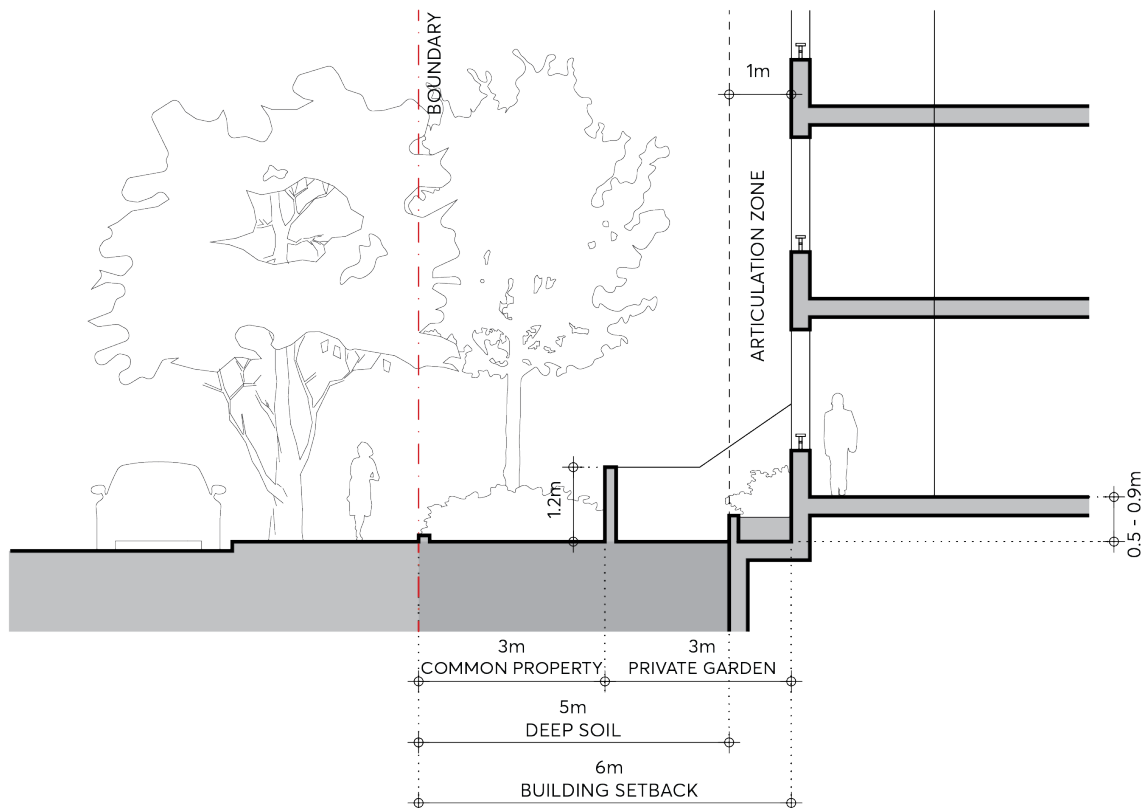 BOUNDARY
1m
ARTICULATION ZONE
1.2m
0.5 - 0.9m
3m
COMMON PROPERTY
3m
PRIVATE GARDEN
5m
DEEP SOIL
6m
BUILDING SETBACK